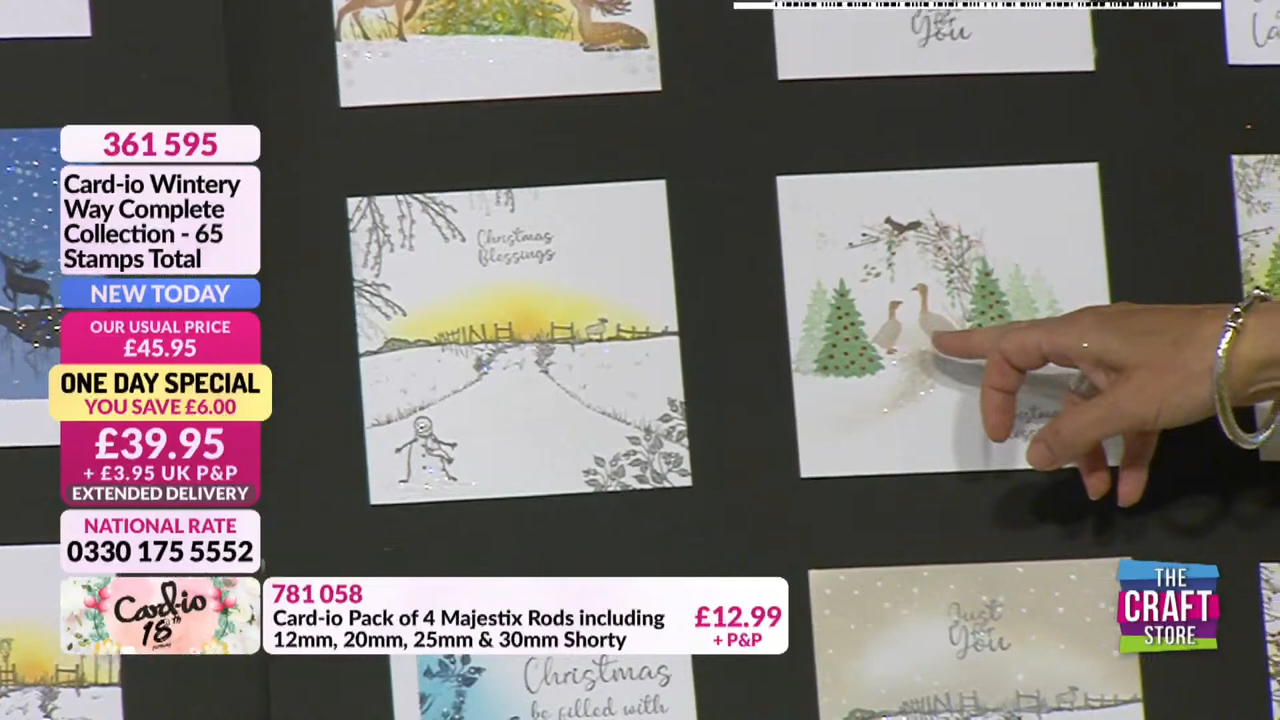 You
361 595
Card-io Wintery
Way Complete
Collection - 65
Stamps Total
NEW TODAY
OUR USUAL PRICE
£45.95
ONE DAY SPECIAL
YOU SAVE £6.00
£39.95
+ £3.95 UK P&P
EXTENDED DELIVERY
NATIONAL RATE
0330 175 5552
Card-io
18th
781 058
Card-io Pack of 4 Majestix Rods including
12mm, 20mm, 25mm & 30mm Shorty
£12.99
+ P&P
Christmas
Blessings
Just
for
You
Christmas
be filled with
THE
CRAFT
STORE